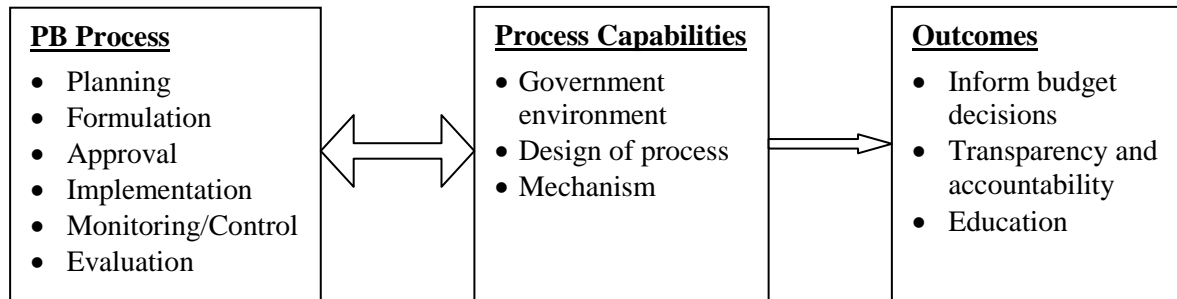 PB Process
• Planning
• Formulation
• Approval
• Implementation
• Monitoring/Control
• Evaluation
Process Capabilities
• Government
environment
• Design of process
• Mechanism
Outcomes
• Inform budget
decisions
• Transparency and
accountability
• Education